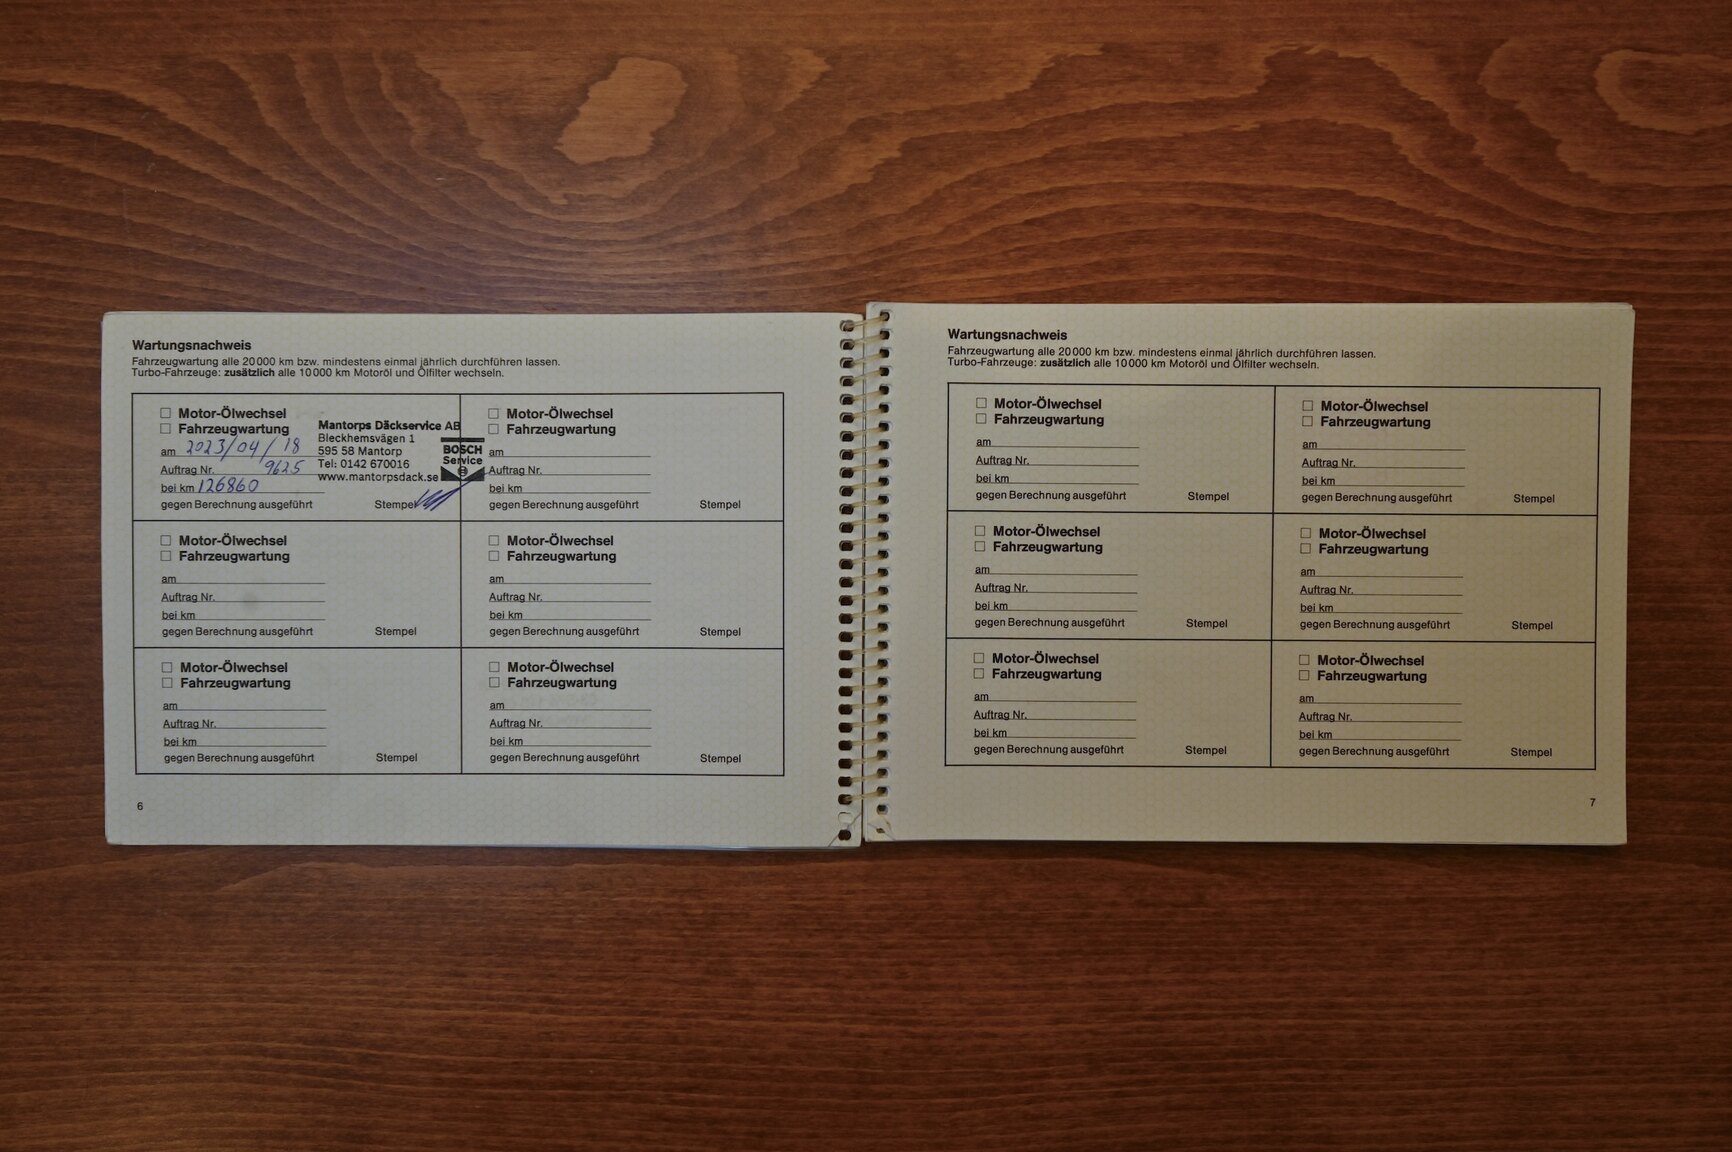 Wartungsnachweis
Fahrzeugwartung alle 20 000 km bzw. mindestens einmal jährlich durchführen lassen.
Turbo-Fahrzeuge: zusätzlich alle 10 000 km Motoröl und Ölfilter wechseln.
Motor-Ölwechsel
Fahrzeugwartung
am 2023/04/18
Auftrag Nr. 9625
bei km 126860
gegen Berechnung ausgeführt
Stempel
Mantorps Däckservice AB
Bleckhemsvägen 1
595 58 Mantorp
Tel: 0142 670016
www.mantorpsdack.se
BOSCH
Service
Motor-Ölwechsel
Fahrzeugwartung
am
Auftrag Nr.
bei km
gegen Berechnung ausgeführt
Stempel
Motor-Ölwechsel
Fahrzeugwartung
am
Auftrag Nr.
bei km
gegen Berechnung ausgeführt
Stempel
Motor-Ölwechsel
Fahrzeugwartung
am
Auftrag Nr.
bei km
gegen Berechnung ausgeführt
Stempel
Motor-Ölwechsel
Fahrzeugwartung
am
Auftrag Nr.
bei km
gegen Berechnung ausgeführt
Stempel
Motor-Ölwechsel
Fahrzeugwartung
am
Auftrag Nr.
bei km
gegen Berechnung ausgeführt
Stempel
6
Wartungsnachweis
Fahrzeugwartung alle 20 000 km bzw. mindestens einmal jährlich durchführen lassen.
Turbo-Fahrzeuge: zusätzlich alle 10 000 km Motoröl und Ölfilter wechseln.
Motor-Ölwechsel
Fahrzeugwartung
am
Auftrag Nr.
bei km
gegen Berechnung ausgeführt
Stempel
Motor-Ölwechsel
Fahrzeugwartung
am
Auftrag Nr.
bei km
gegen Berechnung ausgeführt
Stempel
Motor-Ölwechsel
Fahrzeugwartung
am
Auftrag Nr.
bei km
gegen Berechnung ausgeführt
Stempel
Motor-Ölwechsel
Fahrzeugwartung
am
Auftrag Nr.
bei km
gegen Berechnung ausgeführt
Stempel
Motor-Ölwechsel
Fahrzeugwartung
am
Auftrag Nr.
bei km
gegen Berechnung ausgeführt
Stempel
Motor-Ölwechsel
Fahrzeugwartung
am
Auftrag Nr.
bei km
gegen Berechnung ausgeführt
Stempel
7